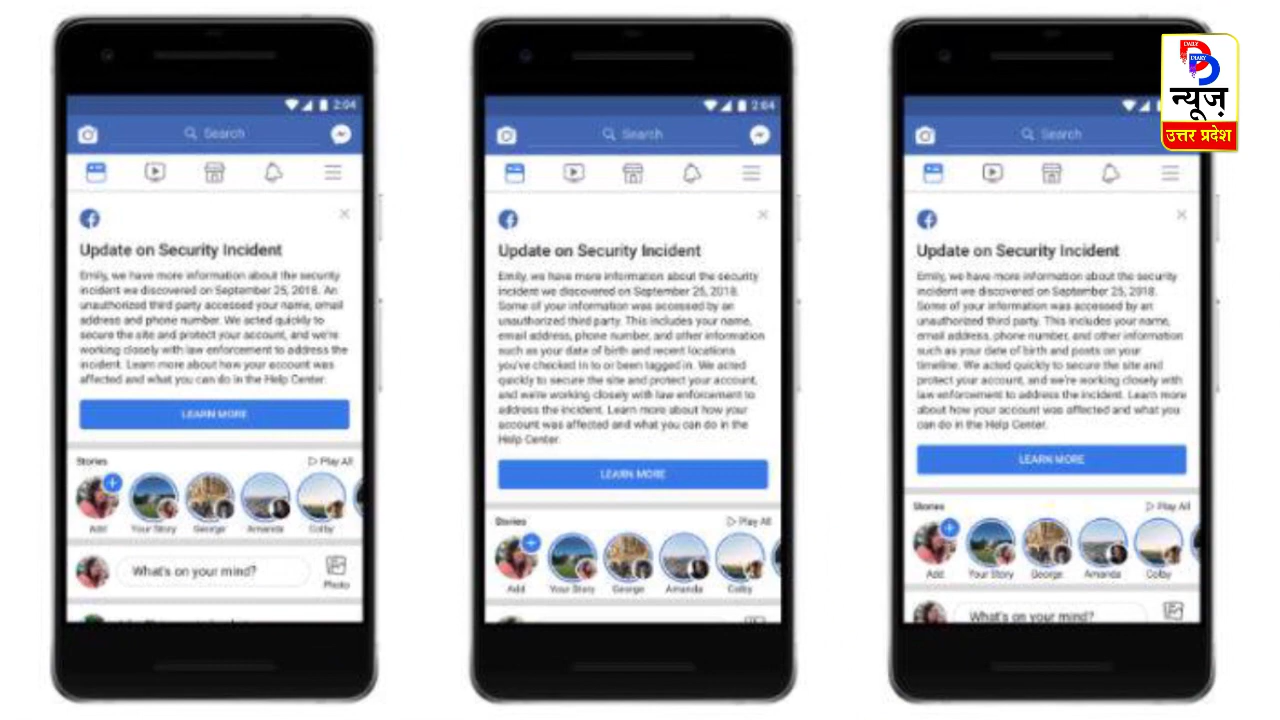 2:04
Search
Update on Security Incident
Emily, we have more information about the security
incident we discovered on September 25, 2018. An
unauthorized third party accessed your name, email
address and phone number. We acted quickly to
secure the site and protect your account, and we're
working closely with law enforcement to address the
incident. Learn more about how your account was
affected and what you can do in the Help Center.
LEARN MORE
Stories
Play All
Add
Your Story
George
Amanda
Colby
What's on your mind?
Photo
2:04
Search
Update on Security Incident
Emily, we have more information about the security
incident we discovered on September 25, 2018.
Some of your information was accessed by an
unauthorized third party. This includes your name,
email address, phone number, and other information
such as your date of birth and recent locations
you've checked in to or been tagged in. We acted
quickly to secure the site and protect your account,
and we're working closely with law enforcement to
address the incident. Learn more about how your
account was affected and what you can do in the
Help Center.
LEARN MORE
Stories
Play All
Add
Your Story
George
Amanda
Colby
Search
Update on Security Incident
Emily, we have more information about the security
incident we discovered on September 25, 2018.
Some of your information was accessed by an
unauthorized third party. This includes your name,
email address, phone number, and other information
such as your date of birth and posts on your
timeline. We acted quickly to secure the site and
protect your account, and we're working closely with
law enforcement to address the incident. Learn more
about how your account was affected and what you
can do in the Help Center.
LEARN MORE
Stories
Play All
Add
Your Story
George
Amanda
Colby
What's on your mind?
DAILY
DIARY
न्यूज़
उत्तर प्रदेश